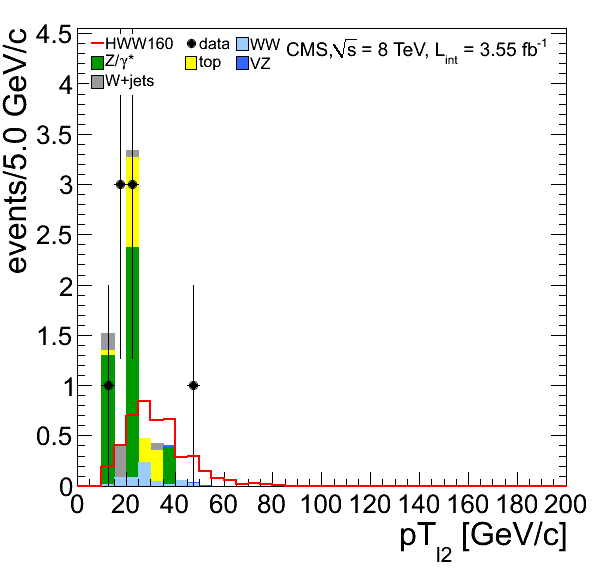 HWW160 data WW CMS,√s = 8 TeV, L_int = 3.55 fb⁻¹
Z/γ* top VZ
W+jets
events/5.0 GeV/c
4.5
4
3.5
3
2.5
2
1.5
1
0.5
0
0 20 40 60 80 100 120 140 160 180 200
pT_l2 [GeV/c]